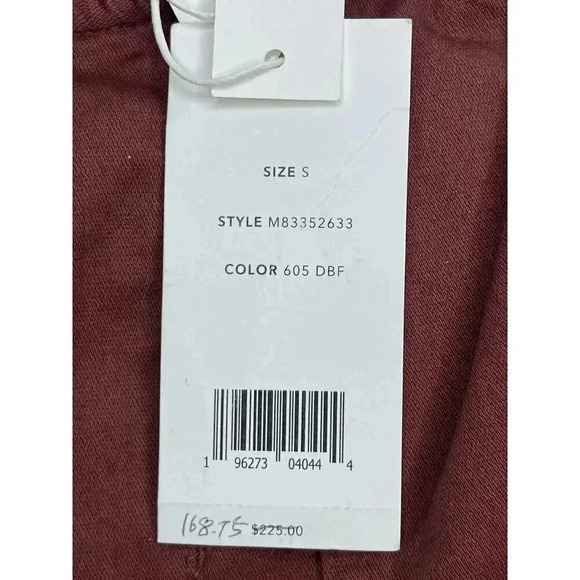 SIZE S
STYLE M83352633
COLOR 605 DBF
1 96273 04044 4
168.75 $225.00